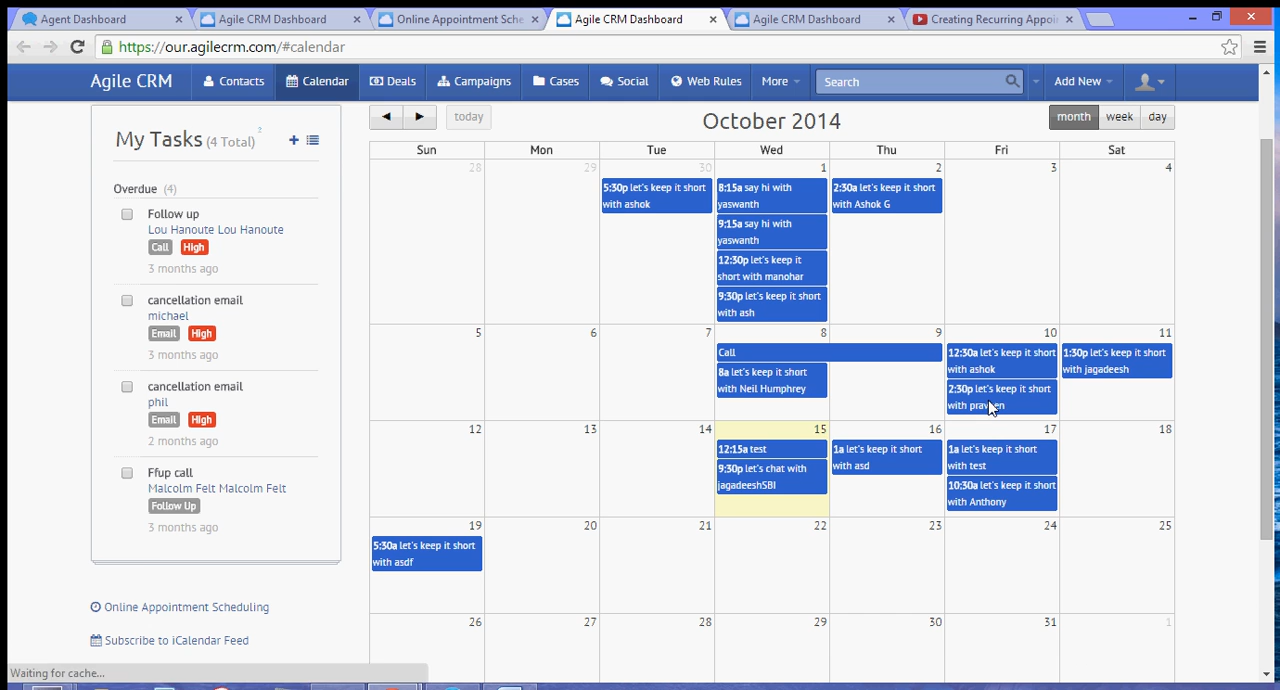 Agent Dashboard
Agile CRM Dashboard
Online Appointment Sche
Agile CRM Dashboard
Agile CRM Dashboard
Creating Recurring Appoi
https://our.agilecrm.com/#calendar
Agile CRM
Contacts
Calendar
Deals
Campaigns
Cases
Social
Web Rules
More
Search
Add New
My Tasks (4 Total) ?
Overdue (4)
Follow up
Lou Hanoute Lou Hanoute
Call High
3 months ago
cancellation email
michael
Email High
3 months ago
cancellation email
phil
Email High
2 months ago
Ffup call
Malcolm Felt Malcolm Felt
Follow Up
3 months ago
Online Appointment Scheduling
Subscribe to iCalendar Feed
Waiting for cache...
today
October 2014
month week day
Sun Mon Tue Wed Thu Fri Sat
28 29 30 1 2 3 4
5:30p let's keep it short
with ashok
8:15a say hi with
yaswanth
9:15a say hi with
yaswanth
12:30p let's keep it
short with manohar
9:30p let's keep it short
with ash
2:30a let's keep it short
with Ashok G
5 6 7 8 9 10 11
Call
8a let's keep it short
with Neil Humphrey
12:30a let's keep it short
with ashok
2:30p let's keep it short
with
1:30p let's keep it short
with jagadeesh
12 13 14 15 16 17 18
12:15a test
9:30p let's chat with
jagadeeshSBI
1a let's keep it short
with asd
1a let's keep it short
with test
10:30a let's keep it short
with Anthony
19 20 21 22 23 24 25
5:30a let's keep it short
with asdf
26 27 28 29 30 31 1